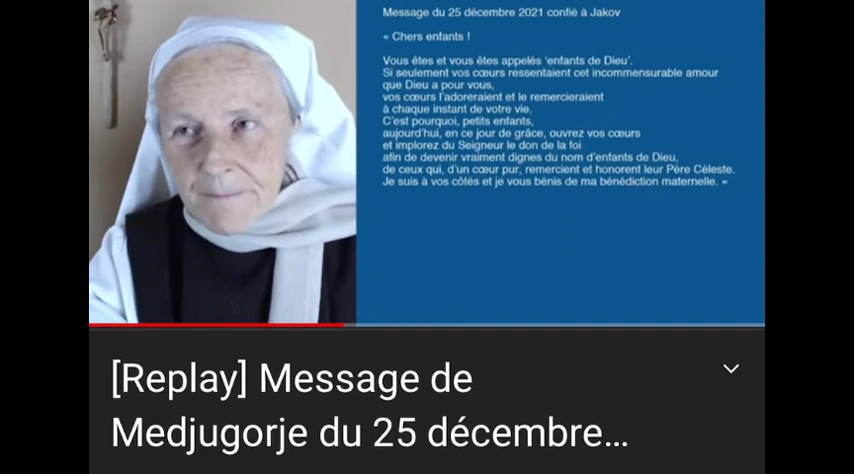 Message du 25 décembre 2021 confié à Jakov
« Chers enfants !
Vous êtes et vous êtes appelés ‘enfants de Dieu’.
Si seulement vos cœurs ressentaient cet incommensurable amour
que Dieu a pour vous,
vos cœurs l’adoreraient et le remercieraient
à chaque instant de votre vie.
C’est pourquoi, petits enfants,
aujourd’hui, en ce jour de grâce, ouvrez vos cœurs
et implorez du Seigneur le don de la foi
afin de devenir vraiment dignes du nom d’enfants de Dieu,
de ceux qui, d’un cœur pur, remercient et honorent leur Père Céleste.
Je suis à vos côtés et je vous bénis de ma bénédiction maternelle. »
[Replay] Message de
Medjugorje du 25 décembre...